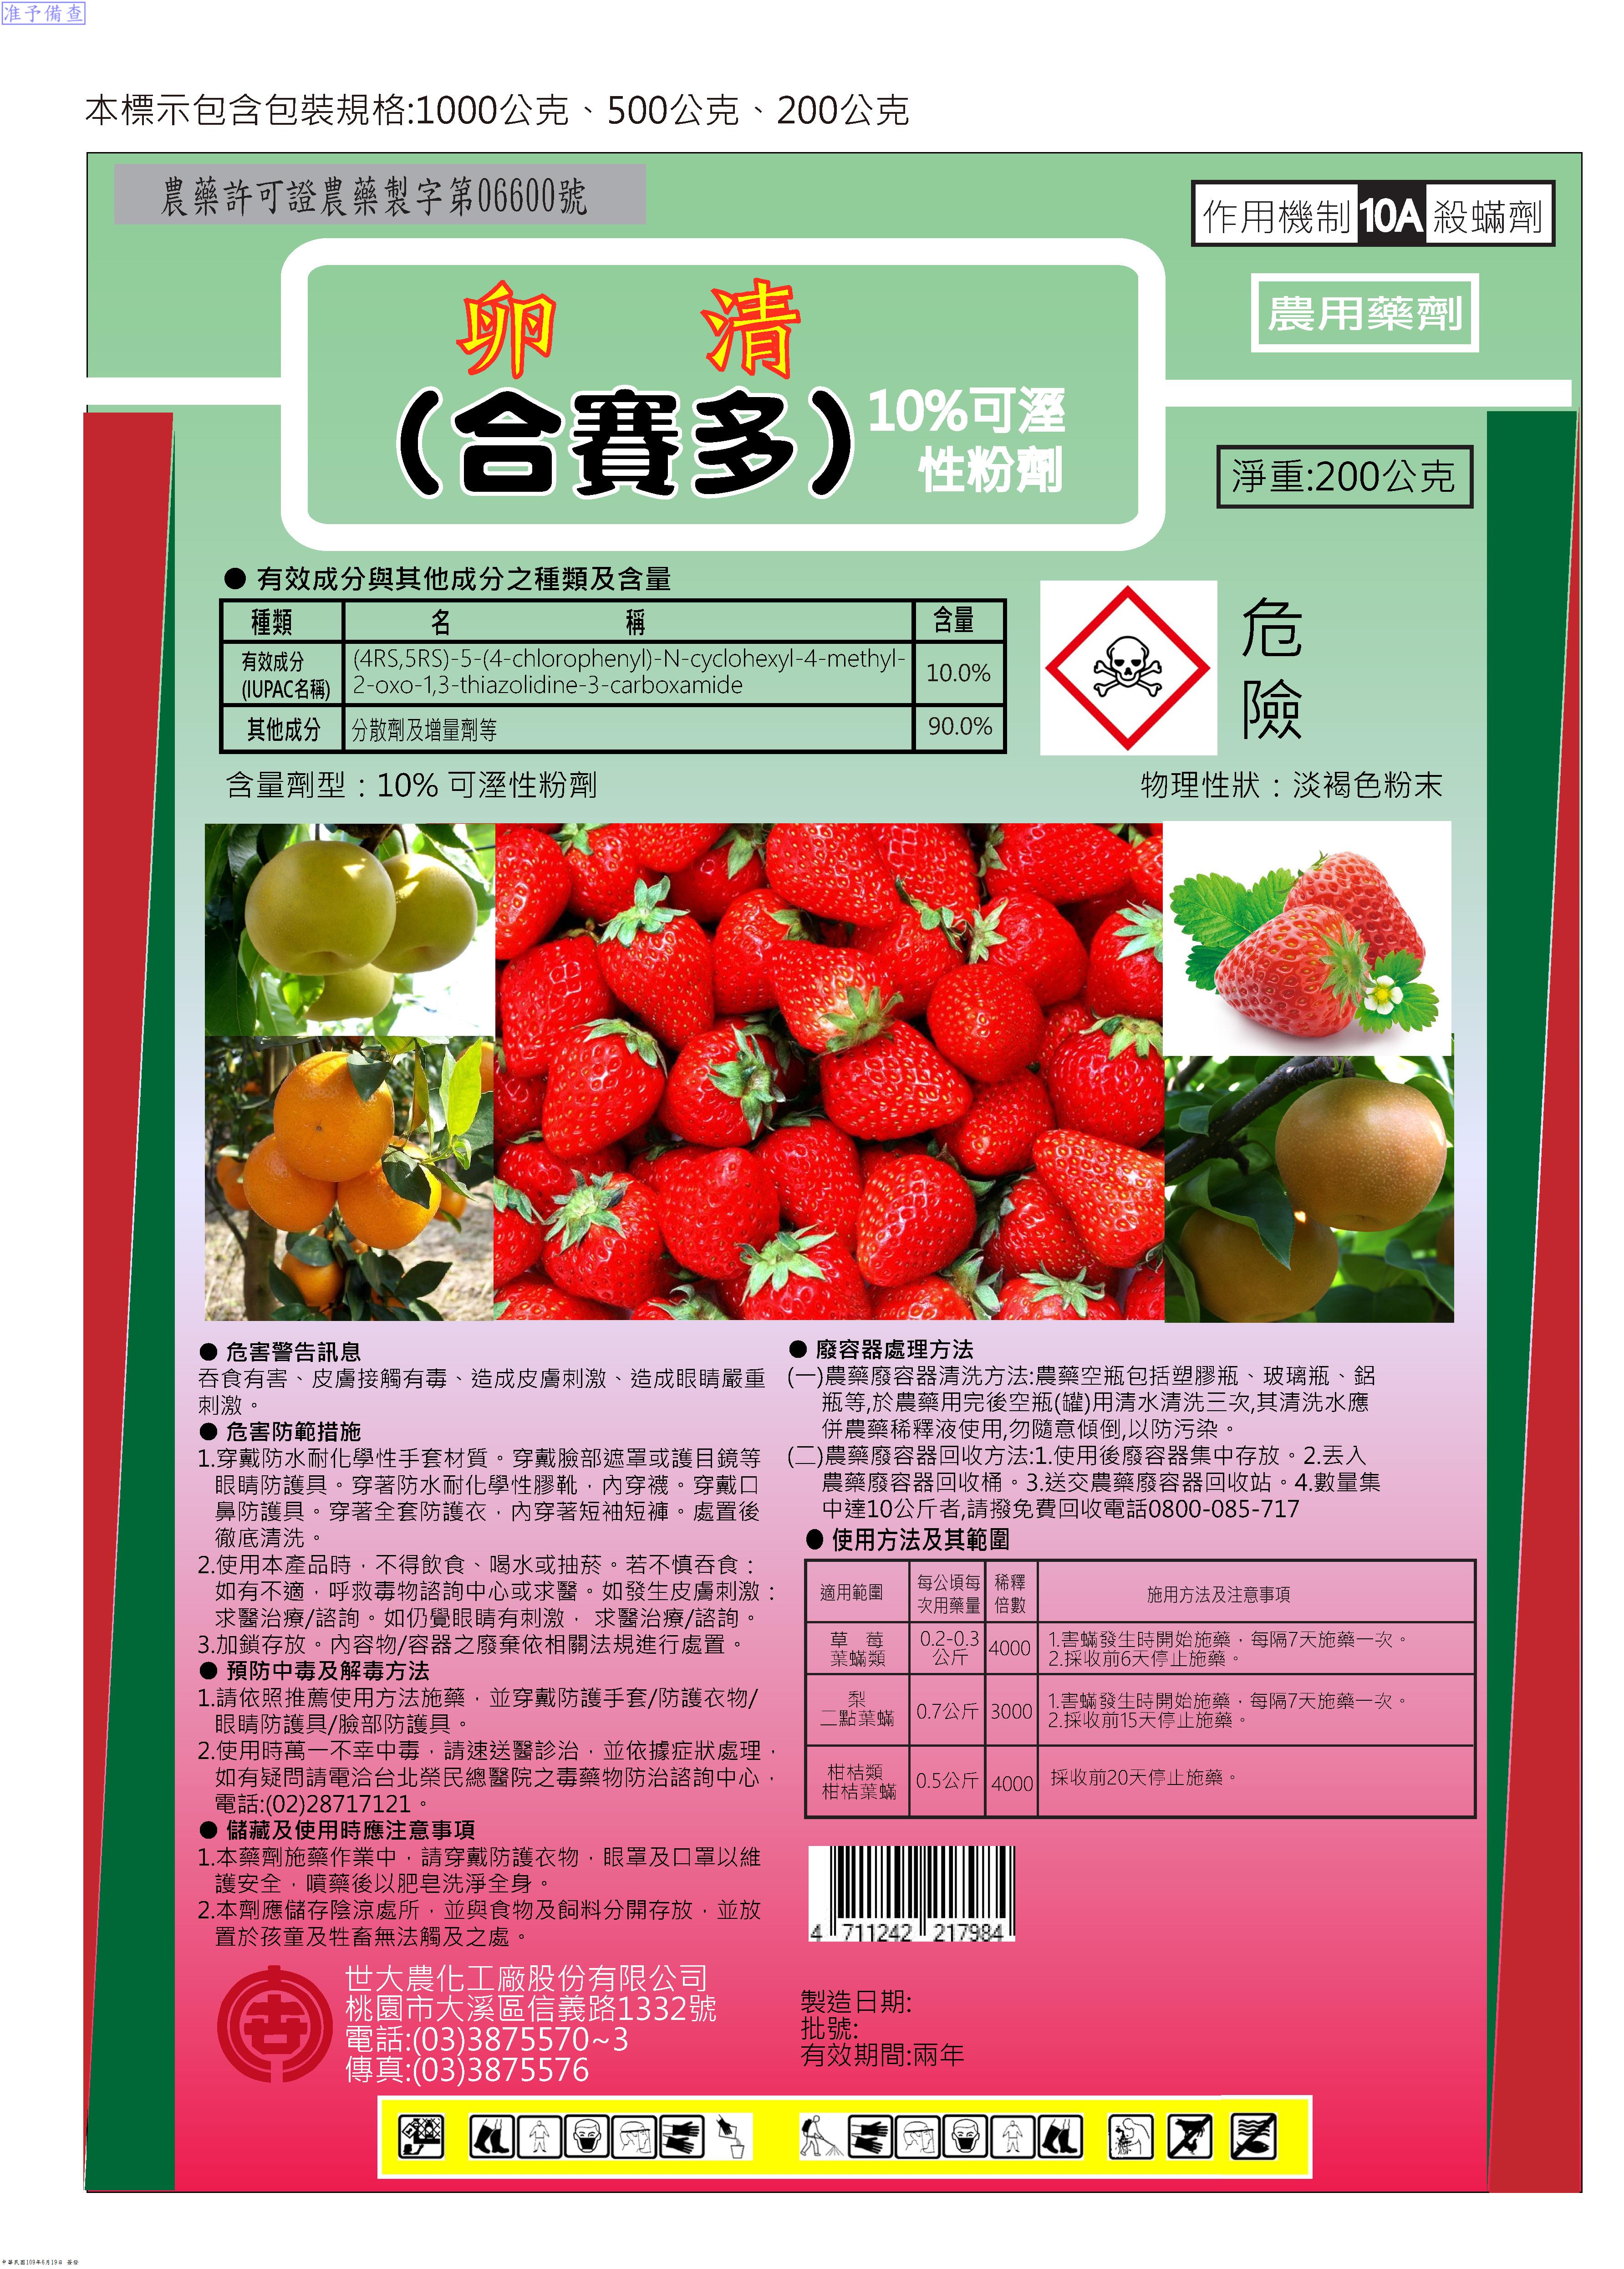 准予備查
本標示包含包裝規格:1000公克、500公克、200公克
農藥許可證農藥製字第06600號
作用機制 10A 殺蟎劑
農用藥劑
卵 清
(合賽多)
10%可溼
性粉劑
淨重:200公克
● 有效成分與其他成分之種類及含量
種類 名 稱 含量
有效成分
(IUPAC名稱)
(4RS,5RS)-5-(4-chlorophenyl)-N-cyclohexyl-4-methyl-
2-oxo-1,3-thiazolidine-3-carboxamide
10.0%
其他成分 分散劑及增量劑等 90.0%
危
險
含量劑型：10% 可溼性粉劑
物理性狀：淡褐色粉末
● 危害警告訊息
吞食有害、皮膚接觸有毒、造成皮膚刺激、造成眼睛嚴重
刺激。
● 危害防範措施
1.穿戴防水耐化學性手套材質。穿戴臉部遮罩或護目鏡等
眼睛防護具。穿著防水耐化學性膠靴，內穿襪。穿戴口
鼻防護具。穿著全套防護衣，內穿著短袖短褲。處置後
徹底清洗。
2.使用本產品時，不得飲食、喝水或抽菸。若不慎吞食：
如有不適，呼救毒物諮詢中心或求醫。如發生皮膚刺激：
求醫治療/諮詢。如仍覺眼睛有刺激， 求醫治療/諮詢。
3.加鎖存放。內容物/容器之廢棄依相關法規進行處置。
● 預防中毒及解毒方法
1.請依照推薦使用方法施藥，並穿戴防護手套/防護衣物/
眼睛防護具/臉部防護具。
2.使用時萬一不幸中毒，請速送醫診治，並依據症狀處理，
如有疑問請電洽台北榮民總醫院之毒藥物防治諮詢中心，
電話:(02)28717121。
● 儲藏及使用時應注意事項
1.本藥劑施藥作業中，請穿戴防護衣物，眼罩及口罩以維
護安全，噴藥後以肥皂洗淨全身。
2.本劑應儲存陰涼處所，並與食物及飼料分開存放，並放
置於孩童及牲畜無法觸及之處。
● 廢容器處理方法
(一)農藥廢容器清洗方法:農藥空瓶包括塑膠瓶、玻璃瓶、鋁
瓶等,於農藥用完後空瓶(罐)用清水清洗三次,其清洗水應
併農藥稀釋液使用,勿隨意傾倒,以防污染。
(二)農藥廢容器回收方法:1.使用後廢容器集中存放。2.丟入
農藥廢容器回收桶。3.送交農藥廢容器回收站。4.數量集
中達10公斤者,請撥免費回收電話0800-085-717
● 使用方法及其範圍
適用範圍 每公頃每
次用藥量 稀釋
倍數 施用方法及注意事項
草 莓
葉蟎類
0.2-0.3
公斤
4000
1.害蟎發生時開始施藥，每隔7天施藥一次。
2.採收前6天停止施藥。
梨
二點葉蟎
0.7公斤
3000
1.害蟎發生時開始施藥，每隔7天施藥一次。
2.採收前15天停止施藥。
柑桔類
柑桔葉蟎
0.5公斤
4000
採收前20天停止施藥。
4 711242 217984
世大農化工廠股份有限公司
桃園市大溪區信義路1332號
電話:(03)3875570~3
傳真:(03)3875576
製造日期:
批號:
有效期間:兩年
中華民國109年6月19日 簽發